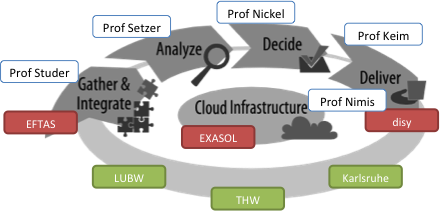 Prof Setzer
Prof Nickel
Prof Keim
Prof Studer
Analyze
Decide
Gather &
Integrate
Deliver
Prof Nimis
Cloud Infrastructure
EFTAS
EXASOL
disy
LUBW
THW
Karlsruhe